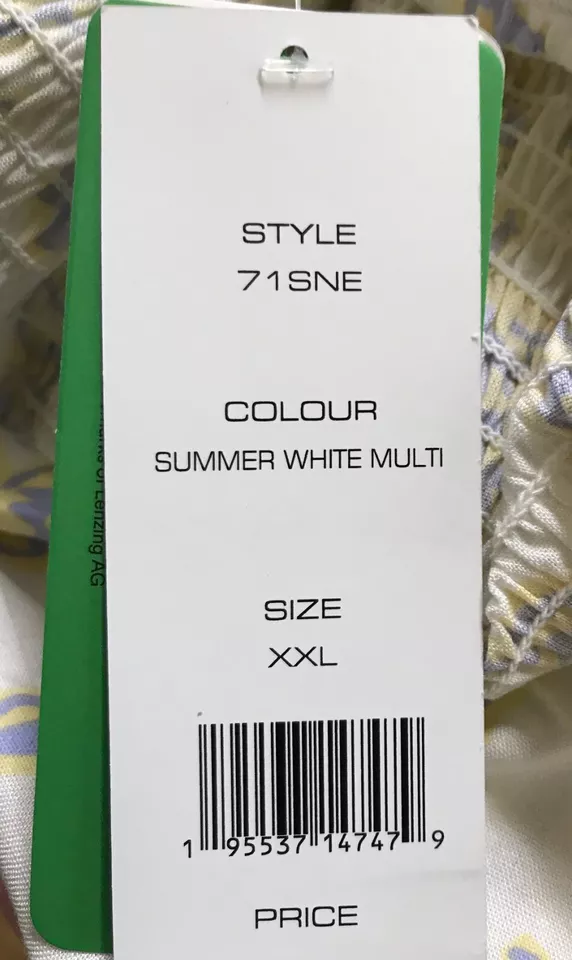 STYLE
71SNE
COLOUR
SUMMER WHITE MULTI
of Lenzing AG
SIZE
XXL
1 95537 14747 9
PRICE